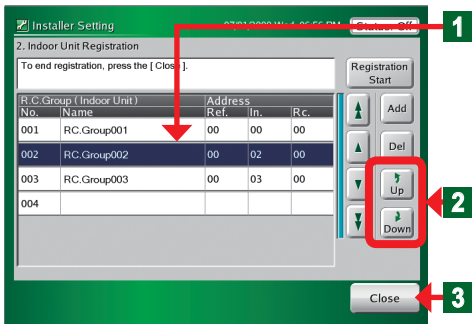 Installer Setting
Status: Off
1
2. Indoor Unit Registration
To end registration, press the [ Close ].
Registration
Start
R.C.Group ( Indoor Unit ) Address
No. Name Ref. In. Rc.
001 RC.Group001 00 00 00
002 RC.Group002 00 02 00
003 RC.Group003 00 03 00
004
Add
Del
Up
Down
2
Close
3